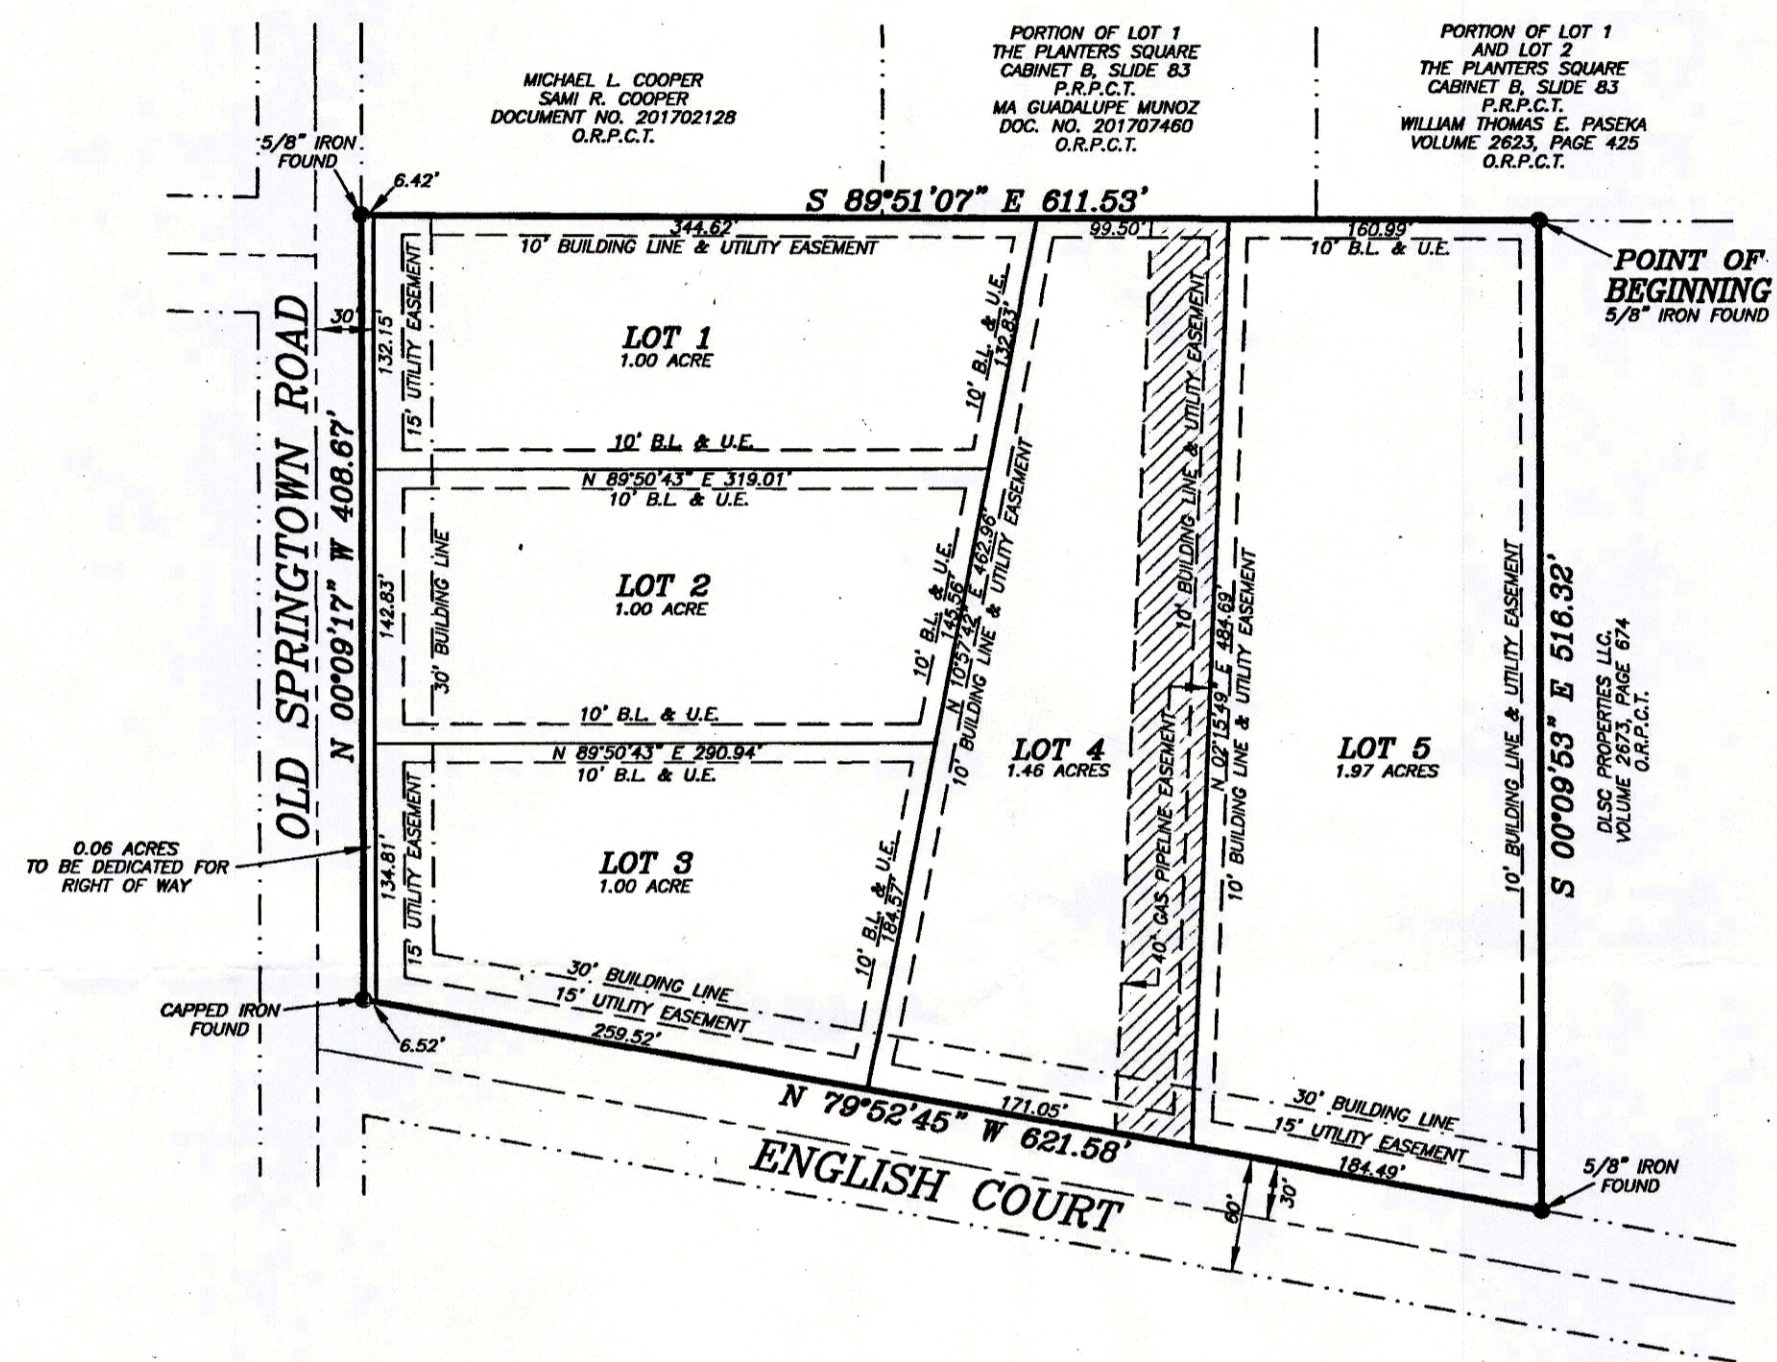 MICHAEL L. COOPER
SAMI R. COOPER
DOCUMENT NO. 201702128
O.R.P.C.T.
PORTION OF LOT 1
THE PLANTERS SQUARE
CABINET B, SLIDE 83
P.R.P.C.T.
MA GUADALUPE MUNOZ
DOC. NO. 201707460
O.R.P.C.T.
PORTION OF LOT 1
AND LOT 2
THE PLANTERS SQUARE
CABINET B, SLIDE 83
P.R.P.C.T.
WILLIAM THOMAS E. PASEKA
VOLUME 2623, PAGE 425
O.R.P.C.T.
5/8" IRON
FOUND
6.42'
S 89°51'07" E 611.53'
344.62'
10' BUILDING LINE & UTILITY EASEMENT
99.50'
160.99'
10' B.L. & U.E.
POINT OF
BEGINNING
5/8" IRON FOUND
OLD SPRINGTOWN ROAD
30'
N 00°09'17" W 408.67'
132.15'
15' UTILITY EASEMENT
LOT 1
1.00 ACRE
10' B.L. & U.E.
132.83'
10' B.L. & U.E.
N 89°50'43" E 319.01'
10' B.L. & U.E.
142.83'
30' BUILDING LINE
LOT 2
1.00 ACRE
10' B.L. & U.E.
145.56'
N 10°57'42" E 462.96'
10' BUILDING LINE & UTILITY EASEMENT
10' B.L. & U.E.
N 89°50'43" E 290.94'
10' B.L. & U.E.
134.81'
15' UTILITY EASEMENT
LOT 3
1.00 ACRE
10' B.L. & U.E.
184.57'
30' BUILDING LINE
15' UTILITY EASEMENT
259.52'
LOT 4
1.46 ACRES
40' GAS PIPELINE EASEMENT
10' BUILDING LINE & UTILITY EASEMENT
N 02°15'49" E 484.69'
10' BUILDING LINE & UTILITY EASEMENT
LOT 5
1.97 ACRES
10' BUILDING LINE & UTILITY EASEMENT
S 00°09'53" E 516.32'
DLSC PROPERTIES LLC.
VOLUME 2673, PAGE 674
O.R.P.C.T.
0.06 ACRES
TO BE DEDICATED FOR
RIGHT OF WAY
CAPPED IRON
FOUND
6.52'
N 79°52'45" W 621.58'
171.05'
30' BUILDING LINE
15' UTILITY EASEMENT
184.49'
5/8" IRON
FOUND
ENGLISH COURT
60'
30'